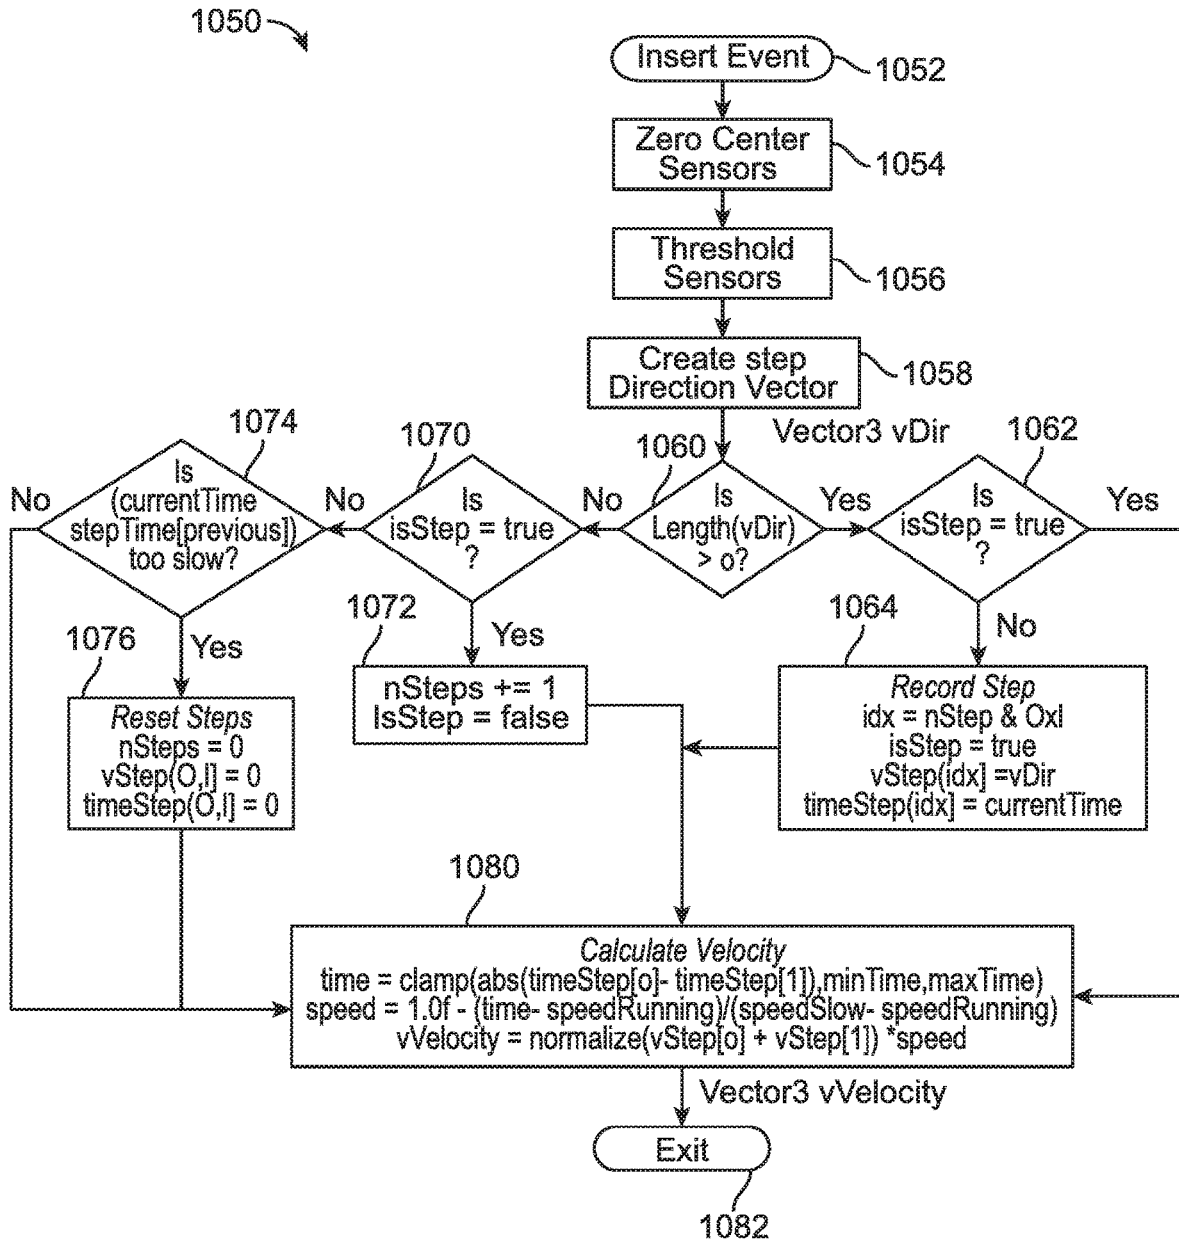 1050
Insert Event
1052
Zero Center
Sensors
1054
Threshold
Sensors
1056
Create step
Direction Vector
1058
Vector3 vDir
1074
1070
1060
1062
No
Is
(currentTime
stepTime[previous])
too slow?
No
Is
isStep = true
?
No
Is
Length(vDir)
> o?
Yes
Is
isStep = true
?
Yes
1076
Yes
1072
Yes
1064
No
Reset Steps
nSteps = 0
vStep(O,I] = 0
timeStep(O,I] = 0
nSteps += 1
IsStep = false
Record Step
idx = nStep & OxI
isStep = true
vStep(idx] =vDir
timeStep(idx] = currentTime
1080
Calculate Velocity
time = clamp(abs(timeStep[o]- timeStep[1]),minTime,maxTime)
speed = 1.0f - (time- speedRunning)/(speedSlow- speedRunning)
vVelocity = normalize(vStep[o] + vStep[1]) *speed
Vector3 vVelocity
Exit
1082